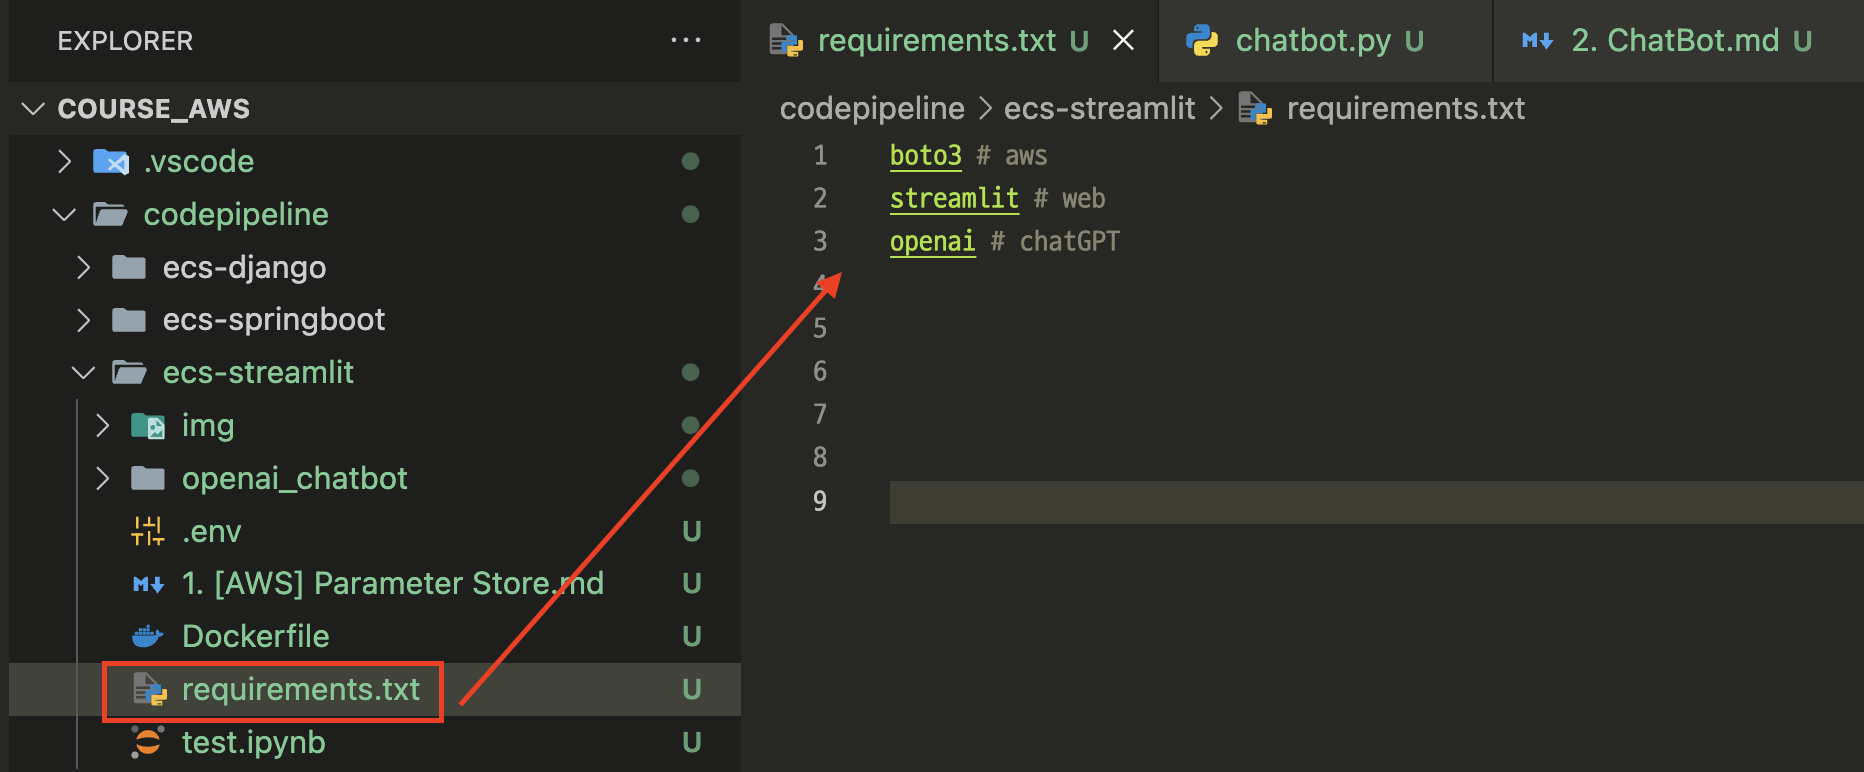 EXPLORER
COURSE_AWS
.vscode
codepipeline
ecs-django
ecs-springboot
ecs-streamlit
img
openai_chatbot
.env U
1. [AWS] Parameter Store.md U
Dockerfile U
requirements.txt U
test.ipynb U
requirements.txt U
chatbot.py U
2. ChatBot.md U
codepipeline > ecs-streamlit > requirements.txt
1 boto3 # aws
2 streamlit # web
3 openai # chatGPT
4
5
6
7
8
9